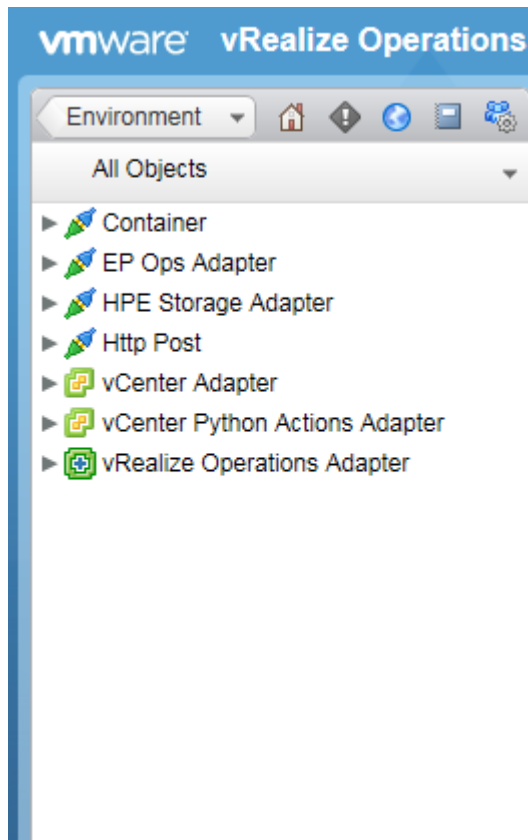 vmware vRealize Operations
Environment
All Objects
Container
EP Ops Adapter
HPE Storage Adapter
Http Post
vCenter Adapter
vCenter Python Actions Adapter
vRealize Operations Adapter